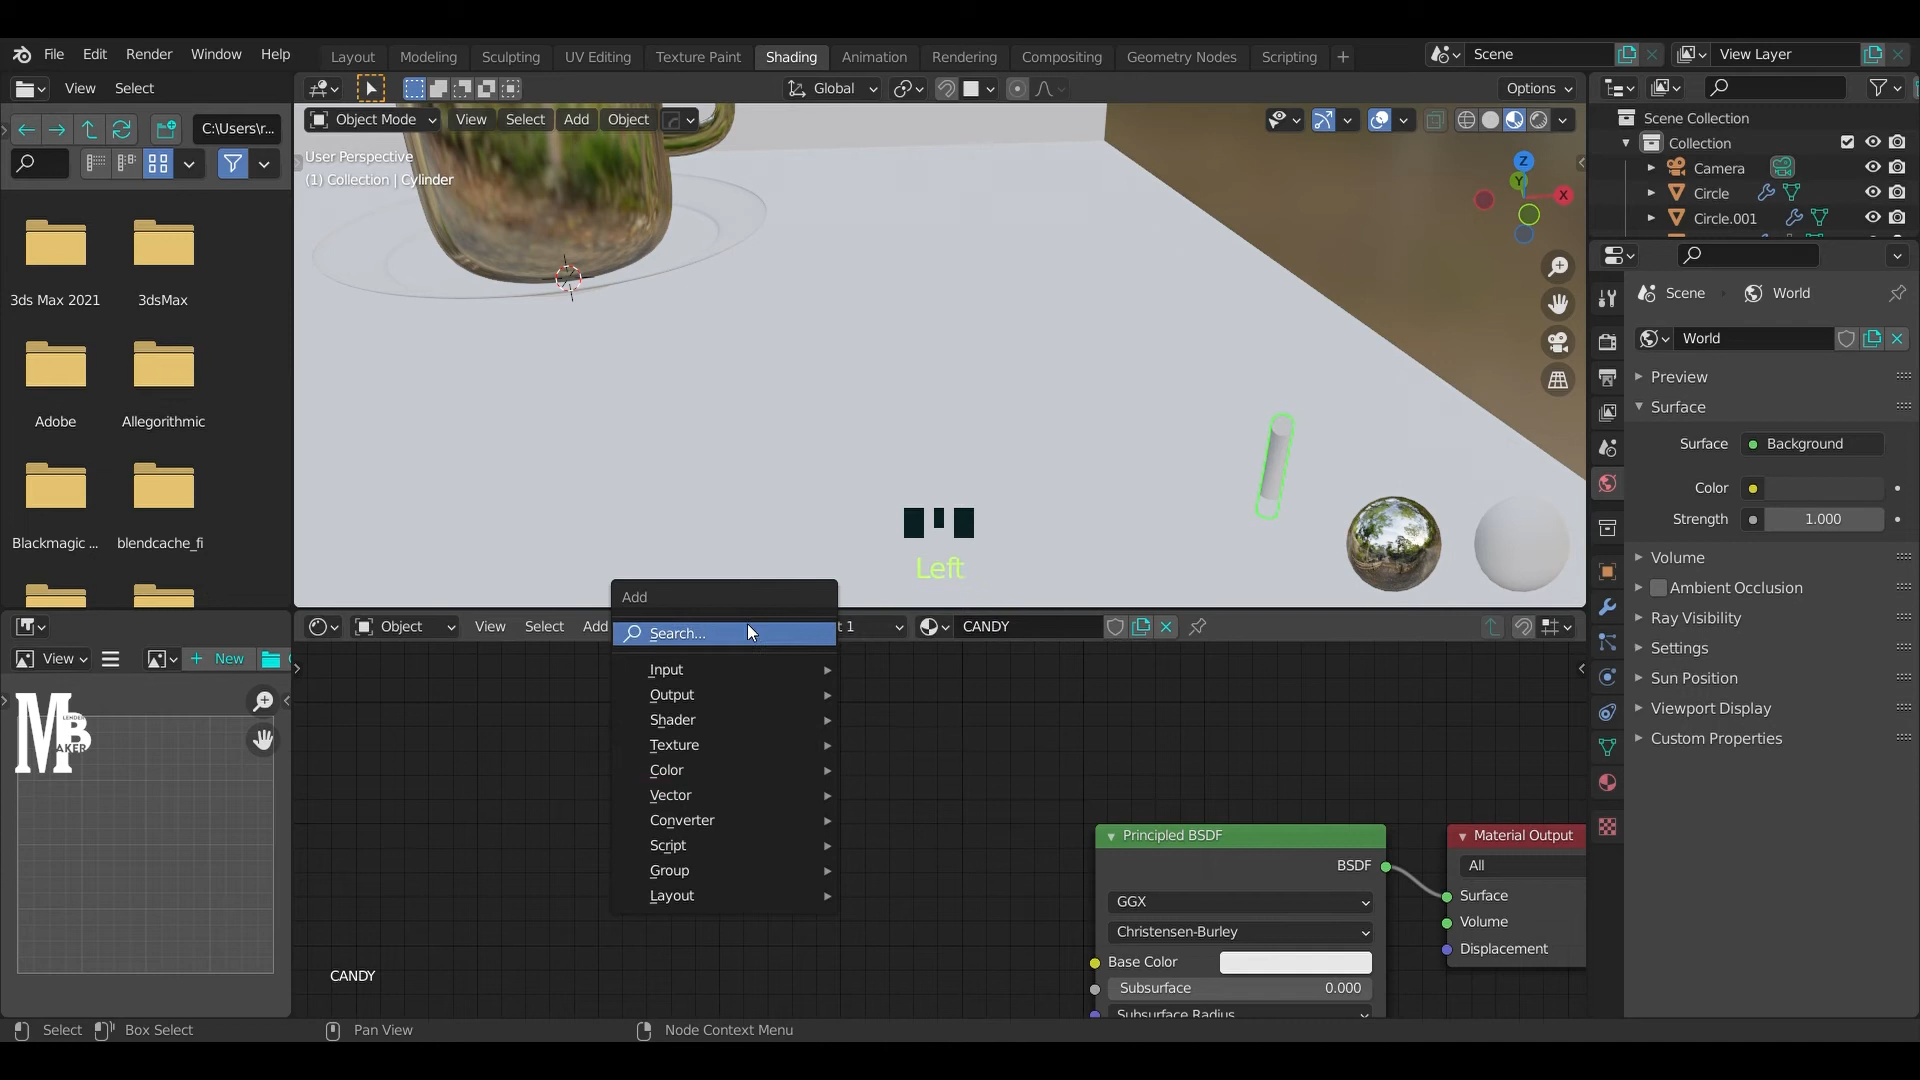 File Edit Render Window Help Layout Modeling Sculpting UV Editing Texture Paint Shading Animation Rendering Compositing Geometry Nodes Scripting + Scene View Layer
View Select Global Options
C:\Users\r...
Object Mode View Select Add Object
User Perspective
(1) Collection | Cylinder
Z
Y
X
3ds Max 2021 3dsMax
Adobe Allegorithmic
Blackmagic ... blendcache_fi
Left
Scene Collection
Collection
Camera
Circle
Circle.001
Scene World
World
Preview
Surface
Surface Background
Color
Strength 1.000
Volume
Ambient Occlusion
Ray Visibility
Settings
Sun Position
Viewport Display
Custom Properties
View + New
MB
LENDER
AKER
Object View Select Add t 1 CANDY
Add
Search...
Input
Output
Shader
Texture
Color
Vector
Converter
Script
Group
Layout
Principled BSDF
BSDF
GGX
Christensen-Burley
Base Color
Subsurface 0.000
Subsurface Radius
Material Output
All
Surface
Volume
Displacement
CANDY
Select Box Select Pan View Node Context Menu